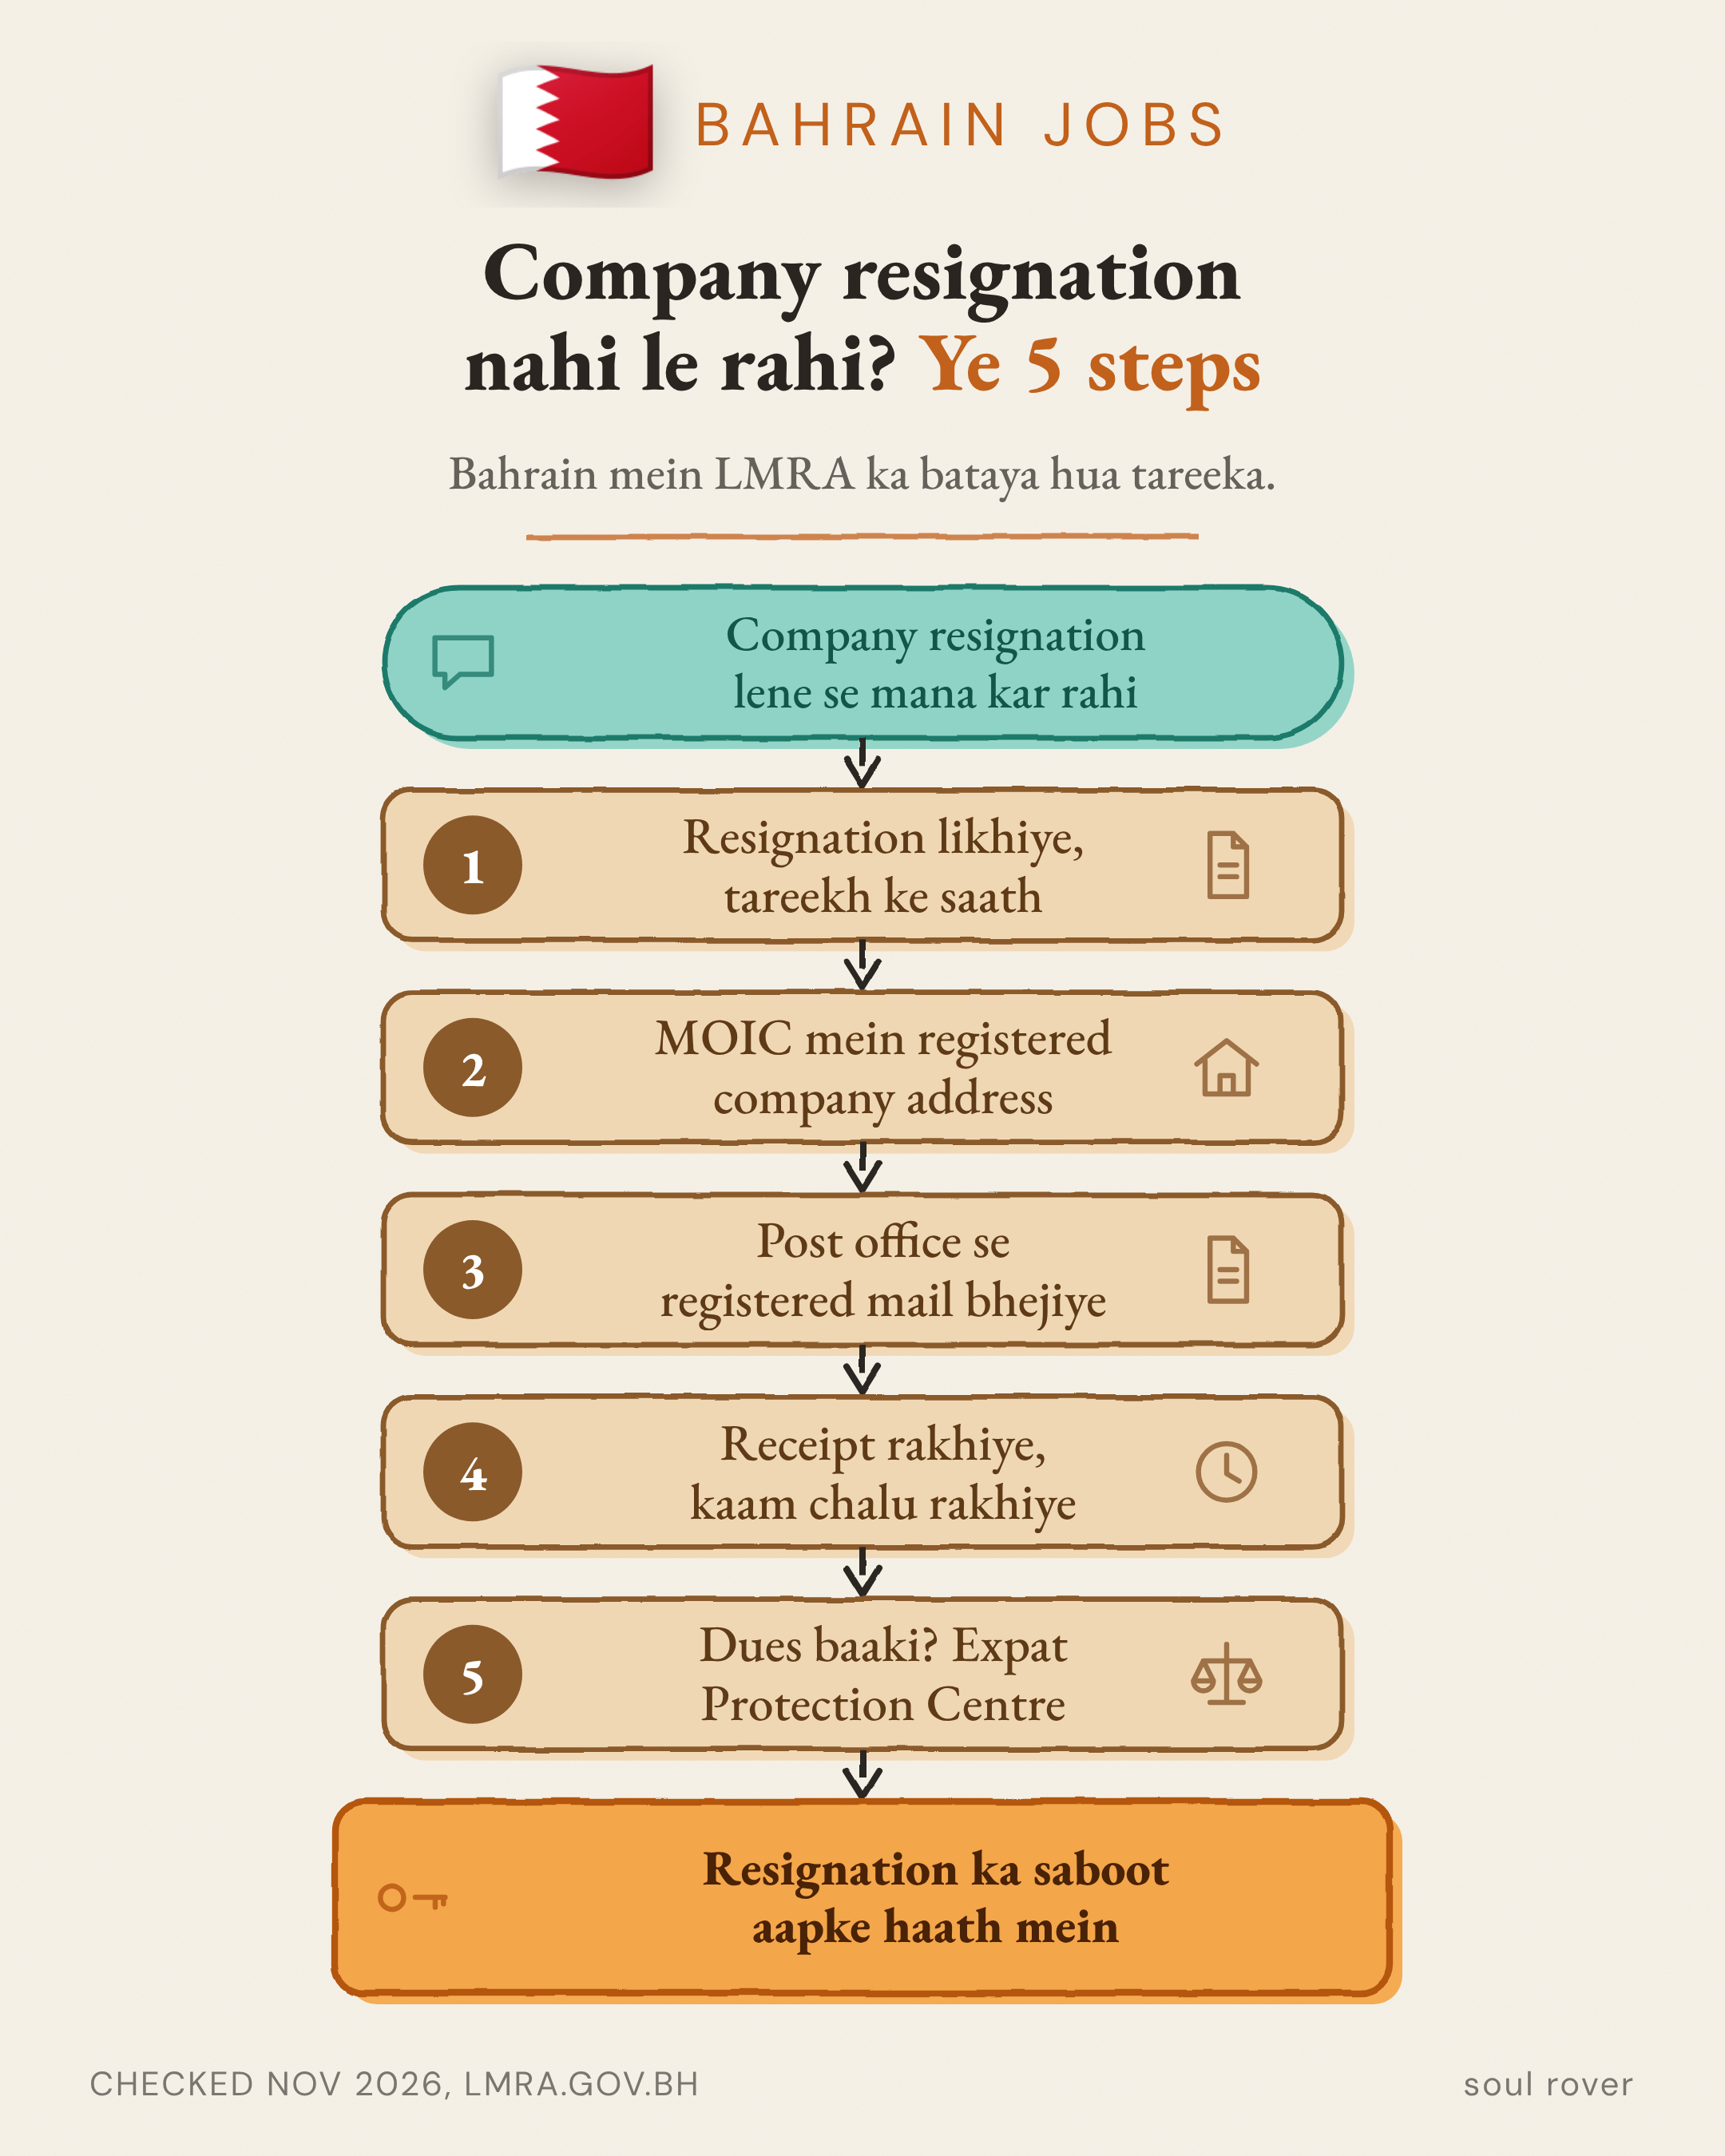 BAHRAIN JOBS
Company resignation
nahi le rahi? Ye 5 steps
Bahrain mein LMRA ka bataya hua tareeka.
Company resignation
lene se mana kar rahi
1
Resignation likhiye,
tareekh ke saath
2
MOIC mein registered
company address
3
Post office se
registered mail bhejiye
4
Receipt rakhiye,
kaam chalu rakhiye
5
Dues baaki? Expat
Protection Centre
Resignation ka saboot
aapke haath mein
CHECKED NOV 2026, LMRA.GOV.BH
soul rover